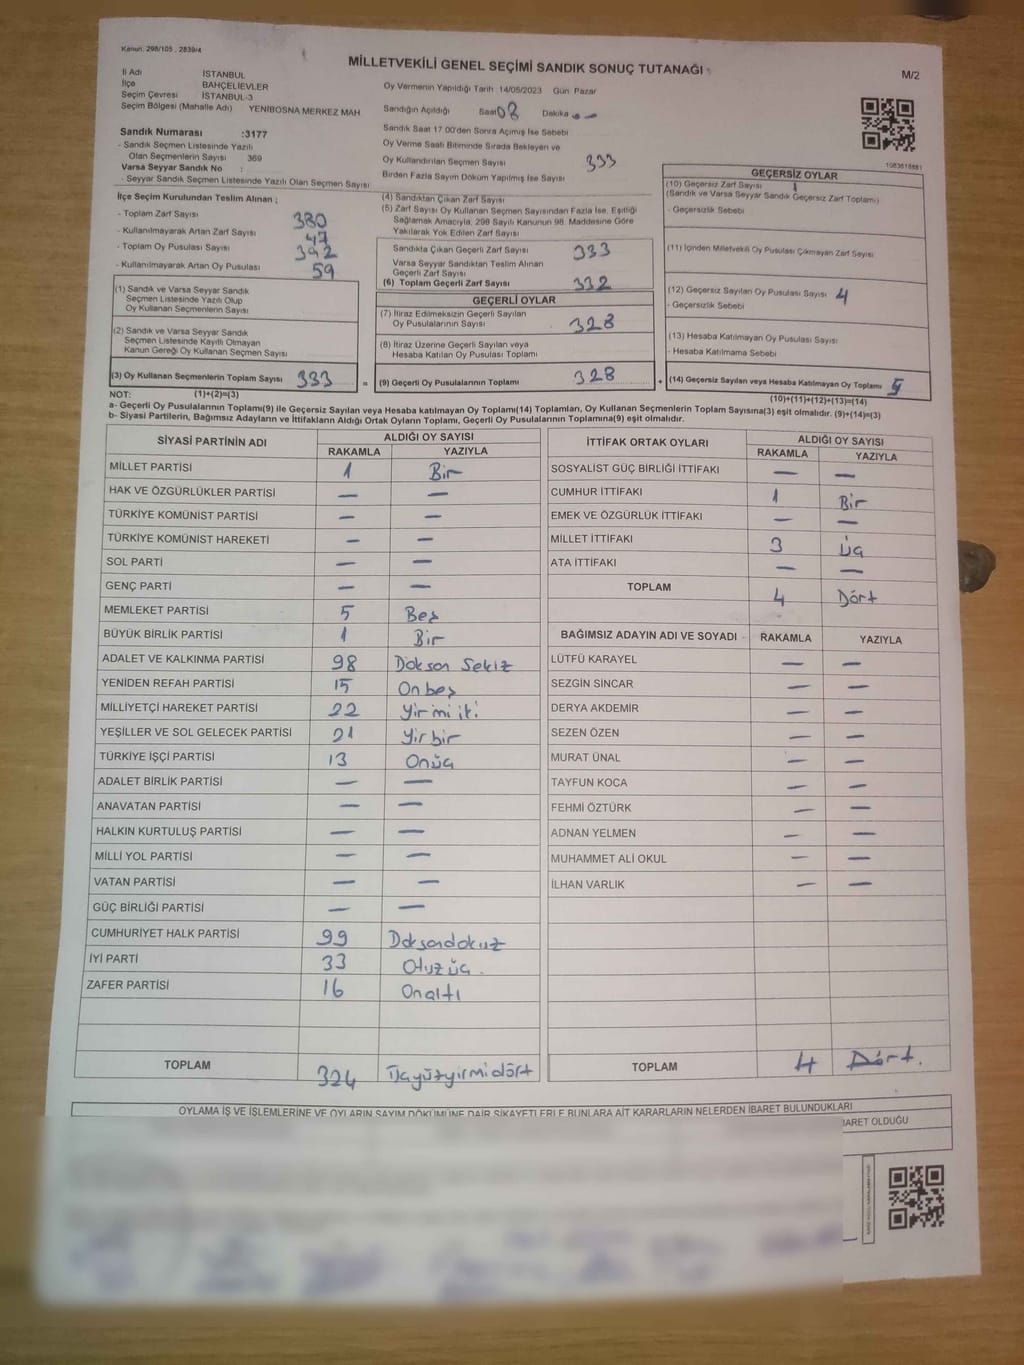 Kanun: 298/105 , 2839/4
MİLLETVEKİLİ GENEL SEÇİMİ SANDIK SONUÇ TUTANAĞI
M/2
İl Adı İSTANBUL
İlçe BAHÇELİEVLER
Seçim Çevresi İSTANBUL-3
Seçim Bölgesi (Mahalle Adı) YENİBOSNA MERKEZ MAH
Sandık Numarası :3177
- Sandık Seçmen Listesinde Yazılı
Olan Seçmenlerin Sayısı 369
Varsa Seyyar Sandık No :
- Seyyar Sandık Seçmen Listesinde Yazılı Olan Seçmen Sayısı
Oy Vermenin Yapıldığı Tarih :14/05/2023 Gün :Pazar
Sandığın Açıldığı Saat 08 Dakika —
Sandık Saat 17:00'den Sonra Açılmış İse Sebebi
Oy Verme Saati Bitiminde Sırada Bekleyen ve
Oy Kullandırılan Seçmen Sayısı 333
Birden Fazla Sayım Döküm Yapılmış İse Sayısı
1083618881
İlçe Seçim Kurulundan Teslim Alınan ;
- Toplam Zarf Sayısı 380
- Kullanılmayarak Artan Zarf Sayısı 47
- Toplam Oy Pusulası Sayısı 392
- Kullanılmayarak Artan Oy Pusulası 59
(1) Sandık ve Varsa Seyyar Sandık
Seçmen Listesinde Yazılı Olup
Oy Kullanan Seçmenlerin Sayısı
(2) Sandık ve Varsa Seyyar Sandık
Seçmen Listesinde Kayıtlı Olmayan
Kanun Gereği Oy Kullanan Seçmen Sayısı
(3) Oy Kullanan Seçmenlerin Toplam Sayısı 333
(1)+(2)=(3)
(4) Sandıktan Çıkan Zarf Sayısı
(5) Zarf Sayısı Oy Kullanan Seçmen Sayısından Fazla İse, Eşitliği
Sağlamak Amacıyla, 298 Sayılı Kanunun 98. Maddesine Göre
Yakılarak Yok Edilen Zarf Sayısı
Sandıkta Çıkan Geçerli Zarf Sayısı 333
Varsa Seyyar Sandıktan Teslim Alınan
Geçerli Zarf Sayısı
(6) Toplam Geçerli Zarf Sayısı 332
GEÇERLİ OYLAR
(7) İtiraz Edilmeksizin Geçerli Sayılan
Oy Pusulalarının Sayısı 328
(8) İtiraz Üzerine Geçerli Sayılan veya
Hesaba Katılan Oy Pusulası Toplamı
= (9) Geçerli Oy Pusulalarının Toplamı 328
GEÇERSİZ OYLAR
(10) Geçersiz Zarf Sayısı 1
(Sandık ve Varsa Seyyar Sandık Geçersiz Zarf Toplamı)
- Geçersizlik Sebebi
(11) İçinden Milletvekili Oy Pusulası Çıkmayan Zarf Sayısı
(12) Geçersiz Sayılan Oy Pusulası Sayısı 4
- Geçersizlik Sebebi
(13) Hesaba Katılmayan Oy Pusulası Sayısı
- Hesaba Katılmama Sebebi
+ (14) Geçersiz Sayılan veya Hesaba Katılmayan Oy Toplamı 5
(10)+(11)+(12)+(13)=(14)
NOT:
a- Geçerli Oy Pusulalarının Toplamı(9) ile Geçersiz Sayılan veya Hesaba katılmayan Oy Toplamı(14) Toplamları, Oy Kullanan Seçmenlerin Toplam Sayısına(3) eşit olmalıdır. (9)+(14)=(3)
b- Siyasi Partilerin, Bağımsız Adayların ve İttifakların Aldığı Ortak Oyların Toplamı, Geçerli Oy Pusulalarının Toplamına(9) eşit olmalıdır.
SİYASİ PARTİNİN ADI ALDIĞI OY SAYISI
RAKAMLA YAZIYLA
MİLLET PARTİSİ 1 Bir
HAK VE ÖZGÜRLÜKLER PARTİSİ — —
TÜRKİYE KOMÜNİST PARTİSİ — —
TÜRKİYE KOMÜNİST HAREKETİ — —
SOL PARTİ — —
GENÇ PARTİ — —
MEMLEKET PARTİSİ 5 Beş
BÜYÜK BİRLİK PARTİSİ 1 Bir
ADALET VE KALKINMA PARTİSİ 98 Doksan Sekiz
YENİDEN REFAH PARTİSİ 15 On beş
MİLLİYETÇİ HAREKET PARTİSİ 22 Yirmi iki
YEŞİLLER VE SOL GELECEK PARTİSİ 21 Yirbir
TÜRKİYE İŞÇİ PARTİSİ 13 Onüç
ADALET BİRLİK PARTİSİ — —
ANAVATAN PARTİSİ — —
HALKIN KURTULUŞ PARTİSİ — —
MİLLİ YOL PARTİSİ — —
VATAN PARTİSİ — —
GÜÇ BİRLİĞİ PARTİSİ — —
CUMHURİYET HALK PARTİSİ 99 Doksandokuz
İYİ PARTİ 33 Otuzüç.
ZAFER PARTİSİ 16 Onaltı
TOPLAM 324 Üçyüzyirmidört
İTTİFAK ORTAK OYLARI ALDIĞI OY SAYISI
RAKAMLA YAZIYLA
SOSYALİST GÜÇ BİRLİĞİ İTTİFAKI — —
CUMHUR İTTİFAKI 1 Bir
EMEK VE ÖZGÜRLÜK İTTİFAKI — —
MİLLET İTTİFAKI 3 Üç
ATA İTTİFAKI — —
TOPLAM 4 Dört
BAĞIMSIZ ADAYIN ADI VE SOYADI RAKAMLA YAZIYLA
LÜTFÜ KARAYEL — —
SEZGİN SİNCAR — —
DERYA AKDEMİR — —
SEZEN ÖZEN — —
MURAT ÜNAL — —
TAYFUN KOCA — —
FEHMİ ÖZTÜRK — —
ADNAN YELMEN — —
MUHAMMET ALİ OKUL — —
İLHAN VARLIK — —
TOPLAM 4 Dört.
OYLAMA İŞ VE İŞLEMLERİNE VE OYLARIN SAYIM DÖKÜMÜNE DAİR ŞİKAYETLERLE BUNLARA AİT KARARLARIN NELERDEN İBARET BULUNDUKLARI
BARET OLDUĞU